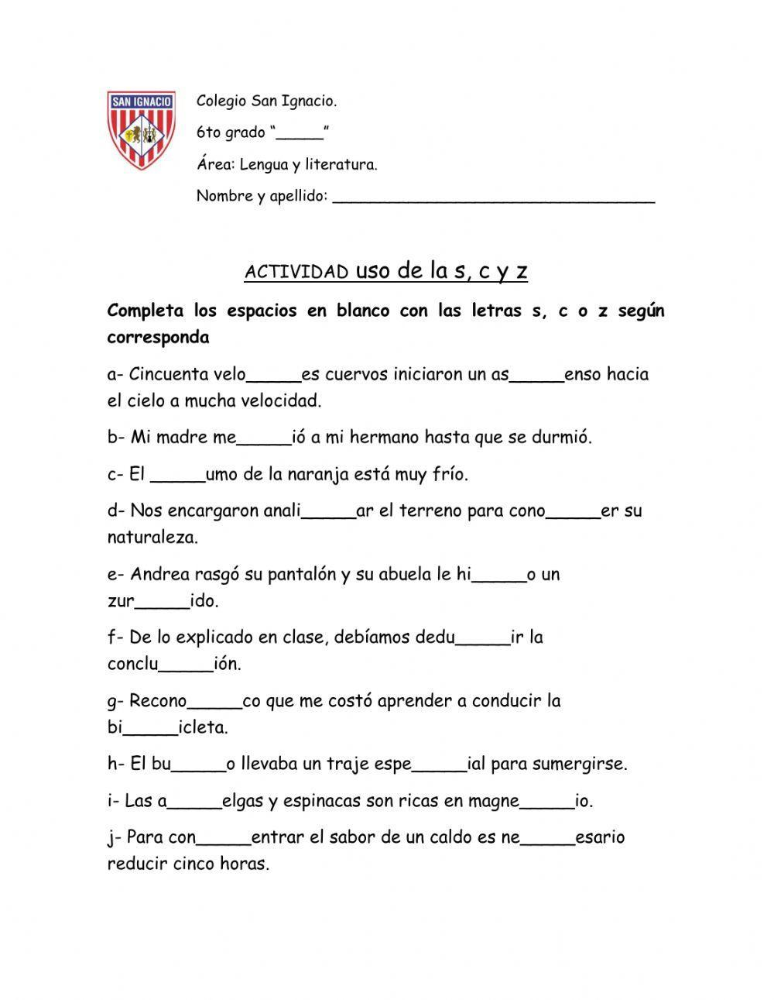 SAN IGNACIO
Colegio San Ignacio.
6to grado “_____”
Área: Lengua y literatura.
Nombre y apellido: __________________________________
ACTIVIDAD uso de la s, c y z
Completa los espacios en blanco con las letras s, c o z según
corresponda
a- Cincuenta velo_____es cuervos iniciaron un as_____enso hacia
el cielo a mucha velocidad.
b- Mi madre me_____ió a mi hermano hasta que se durmió.
c- El _____umo de la naranja está muy frío.
d- Nos encargaron anali_____ar el terreno para cono_____er su
naturaleza.
e- Andrea rasgó su pantalón y su abuela le hi_____o un
zur_____ido.
f- De lo explicado en clase, debíamos dedu_____ir la
conclu_____ión.
g- Recono_____co que me costó aprender a conducir la
bi_____icleta.
h- El bu_____o llevaba un traje espe_____ial para sumergirse.
i- Las a_____elgas y espinacas son ricas en magne_____io.
j- Para con_____entrar el sabor de un caldo es ne_____esario
reducir cinco horas.